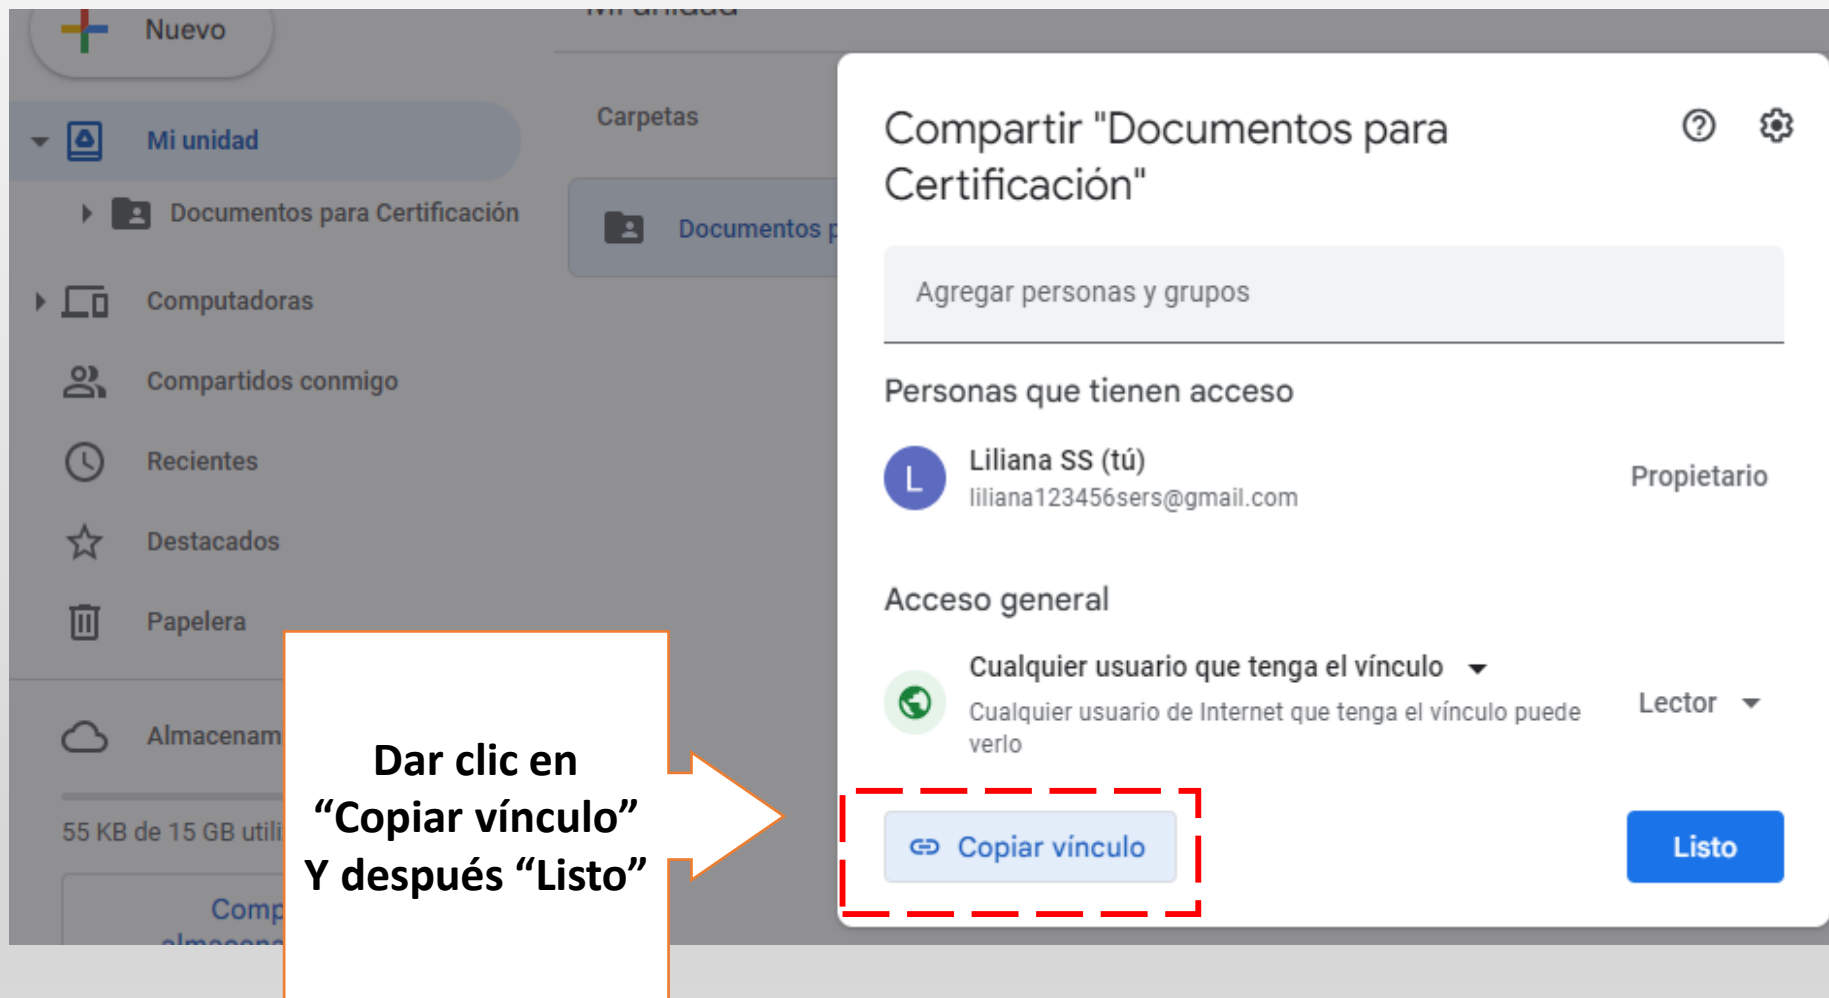 Nuevo
Mi unidad
Mi unidad
Documentos para Certificación
Computadoras
Compartidos conmigo
Recientes
Destacados
Papelera
Almacenam
55 KB de 15 GB utili
Comp
Carpetas
Documentos p
Compartir "Documentos para
Certificación"
Agregar personas y grupos
Personas que tienen acceso
L
Liliana SS (tú)
liliana123456sers@gmail.com
Propietario
Acceso general
Cualquier usuario que tenga el vínculo
Cualquier usuario de Internet que tenga el vínculo puede
verlo
Lector
Copiar vínculo
Listo
Dar clic en
“Copiar vínculo”
Y después “Listo”